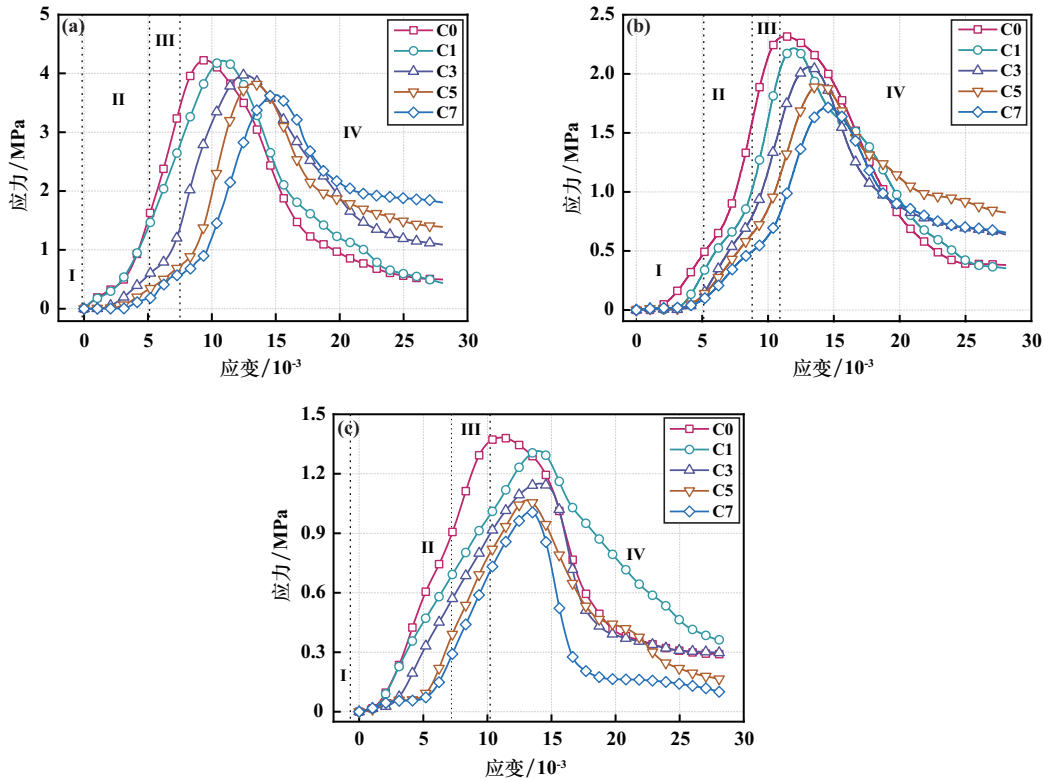 (a)
III
II
IV
I
C0
C1
C3
C5
C7
5
4
3
2
1
0
应力/MPa
0 5 10 15 20 25 30
应变/10⁻³
(b)
III
II
IV
I
C0
C1
C3
C5
C7
2.5
2.0
1.5
1.0
0.5
0
应力/MPa
0 5 10 15 20 25 30
应变/10⁻³
(c)
III
II
IV
I
C0
C1
C3
C5
C7
1.5
1.2
0.9
0.6
0.3
0
应力/MPa
0 5 10 15 20 25 30
应变/10⁻³